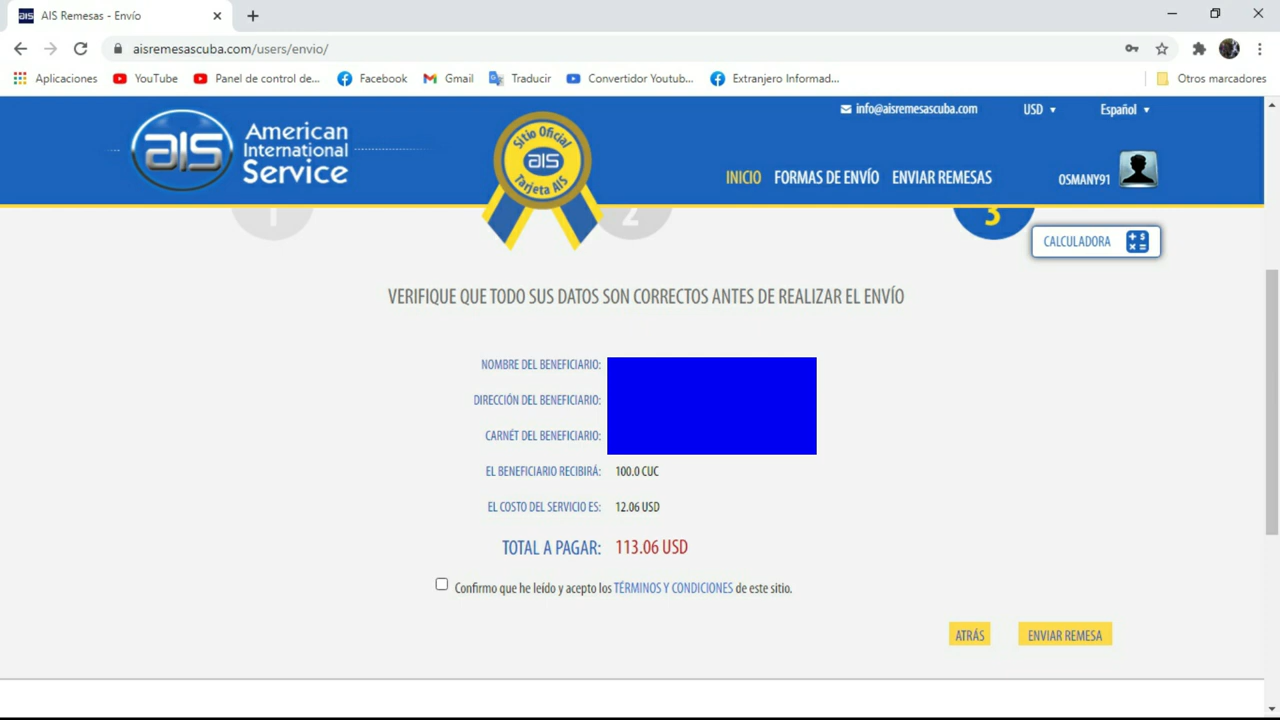 AIS Remesas - Envío
aisremesascuba.com/users/envio/
Aplicaciones YouTube Panel de control de... Facebook Gmail Traducir Convertidor Youtub... Extranjero Informad... Otros marcadores
info@aisremesascuba.com USD Español
AIS American International Service
Sitio Oficial
AIS
Tarjeta AIS
INICIO FORMAS DE ENVÍO ENVIAR REMESAS OSMANY91
1 2 3
CALCULADORA
VERIFIQUE QUE TODO SUS DATOS SON CORRECTOS ANTES DE REALIZAR EL ENVÍO
NOMBRE DEL BENEFICIARIO:
DIRECCIÓN DEL BENEFICIARIO:
CARNÉT DEL BENEFICIARIO:
EL BENEFICIARIO RECIBIRÁ: 100.0 CUC
EL COSTO DEL SERVICIO ES: 12.06 USD
TOTAL A PAGAR: 113.06 USD
Confirmo que he leído y acepto los TÉRMINOS Y CONDICIONES de este sitio.
ATRÁS ENVIAR REMESA